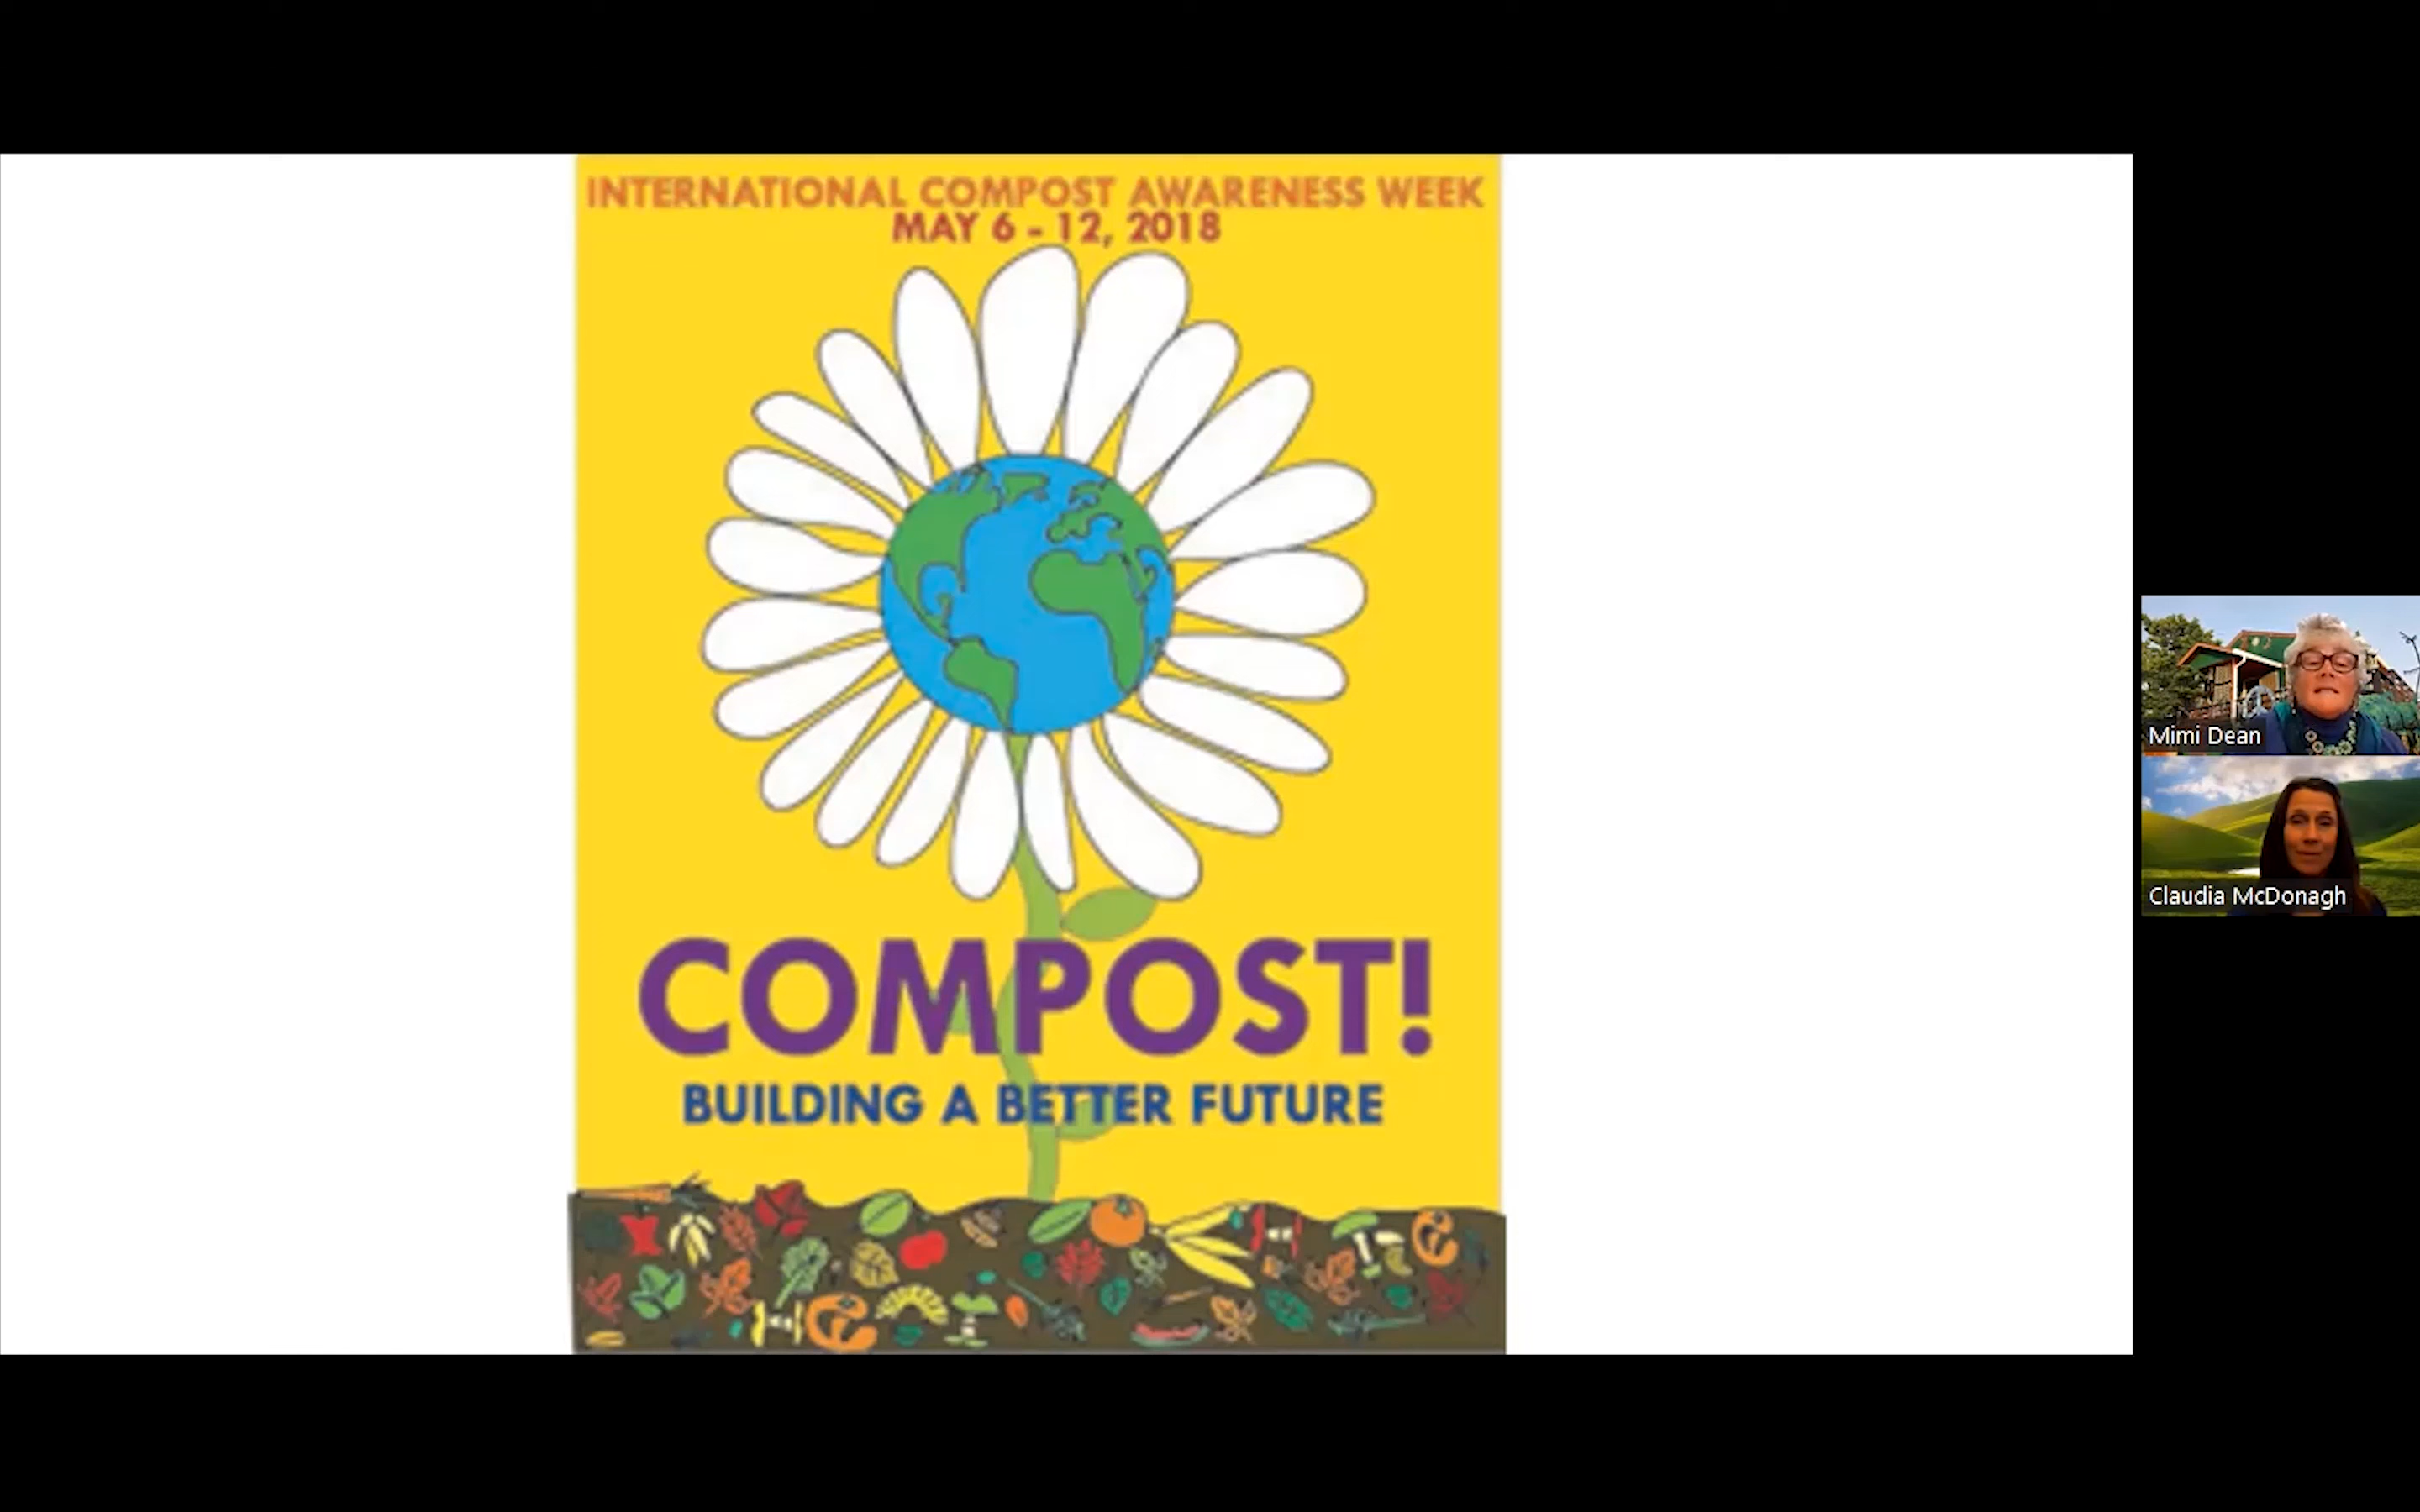 INTERNATIONAL COMPOST AWARENESS WEEK
MAY 6 - 12, 2018
COMPOST!
BUILDING A BETTER FUTURE
Mimi Dean
Claudia McDonagh